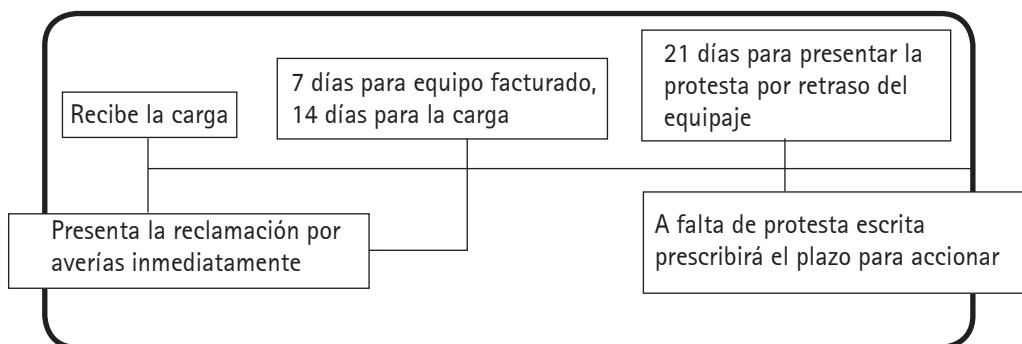 Recibe la carga
7 días para equipo facturado,
14 días para la carga
21 días para presentar la
protesta por retraso del
equipaje
Presenta la reclamación por
averías inmediatamente
A falta de protesta escrita
prescribirá el plazo para accionar